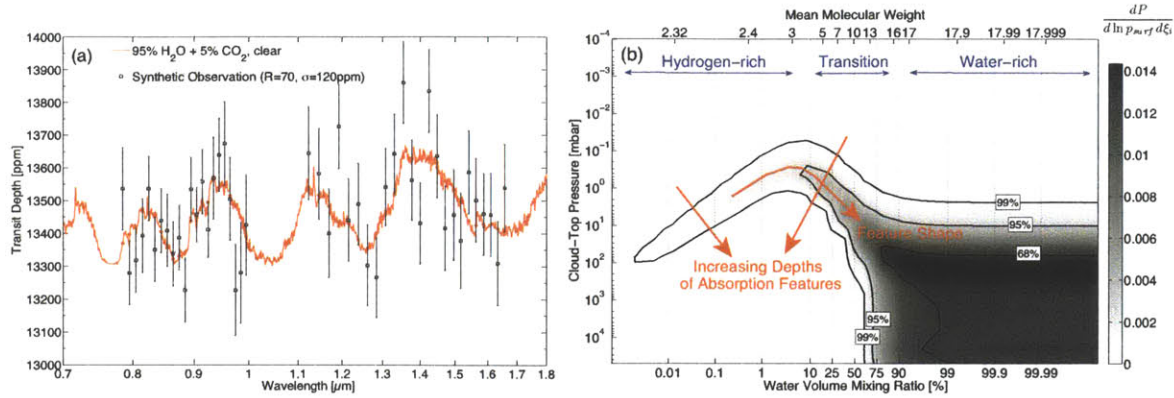 (a)
95% H₂O + 5% CO₂, clear
Synthetic Observation (R=70, σ=120ppm)
14000
13900
13800
13700
13600
13500
13400
13300
13200
13100
13000
Transit Depth [ppm]
0.7 0.8 0.9 1 1.1 1.2 1.3 1.4 1.5 1.6 1.7 1.8
Wavelength [µm]
Mean Molecular Weight
2.32 2.4 3 5 7 10 13 16 17 17.9 17.99 17.999
(b)
Hydrogen-rich Transition Water-rich
10⁻⁴
10⁻³
10⁻²
10⁻¹
10⁰
10¹
10²
10³
10⁴
Cloud-Top Pressure [mbar]
99%
95%
68%
Feature Shape
Increasing Depths
of Absorption Features
95%
99%
0.01 0.1 1 10 25 50 75 90 99 99.9 99.99
Water Volume Mixing Ratio [%]
dP
d ln p_surf dξᵢ
0.014
0.012
0.01
0.008
0.006
0.004
0.002
0